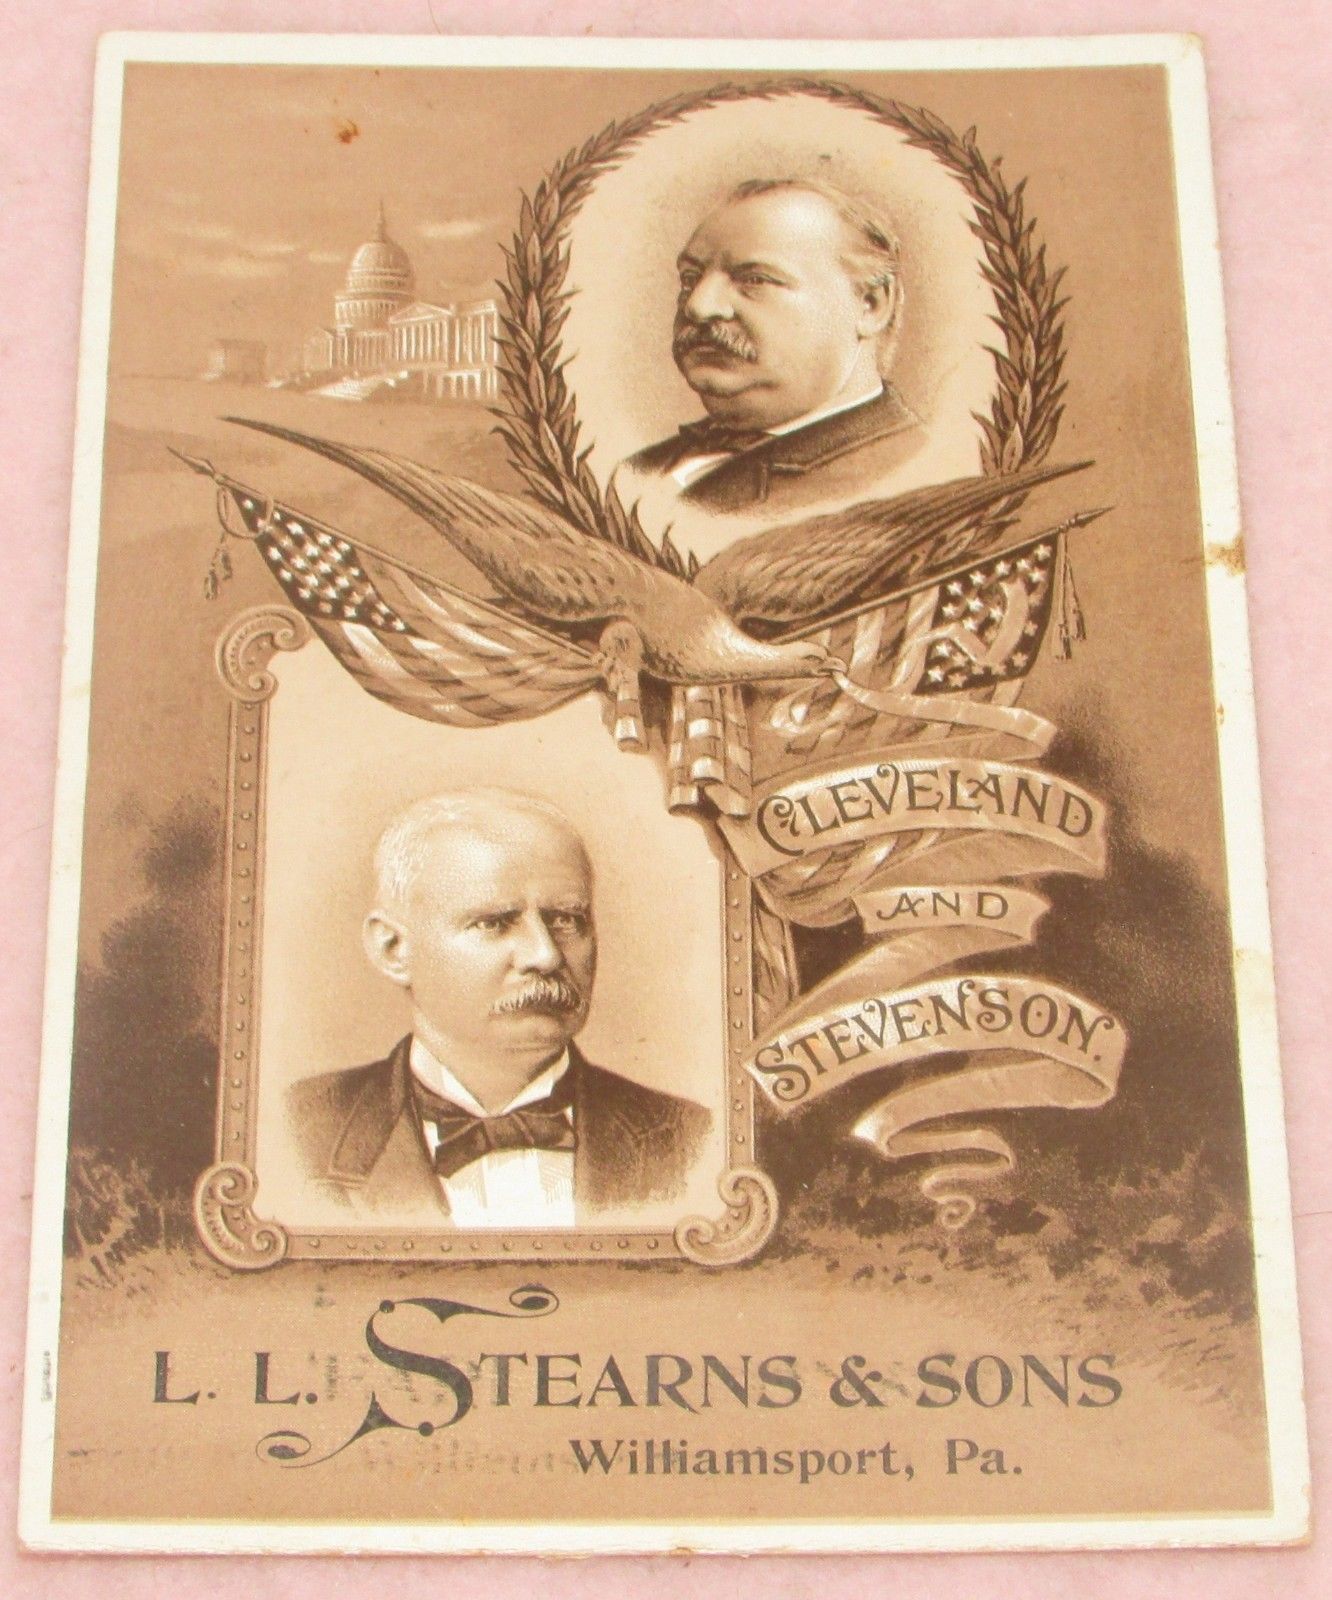 CLEVELAND
AND
STEVENSON.
L. L. STEARNS & SONS
Williamsport, Pa.